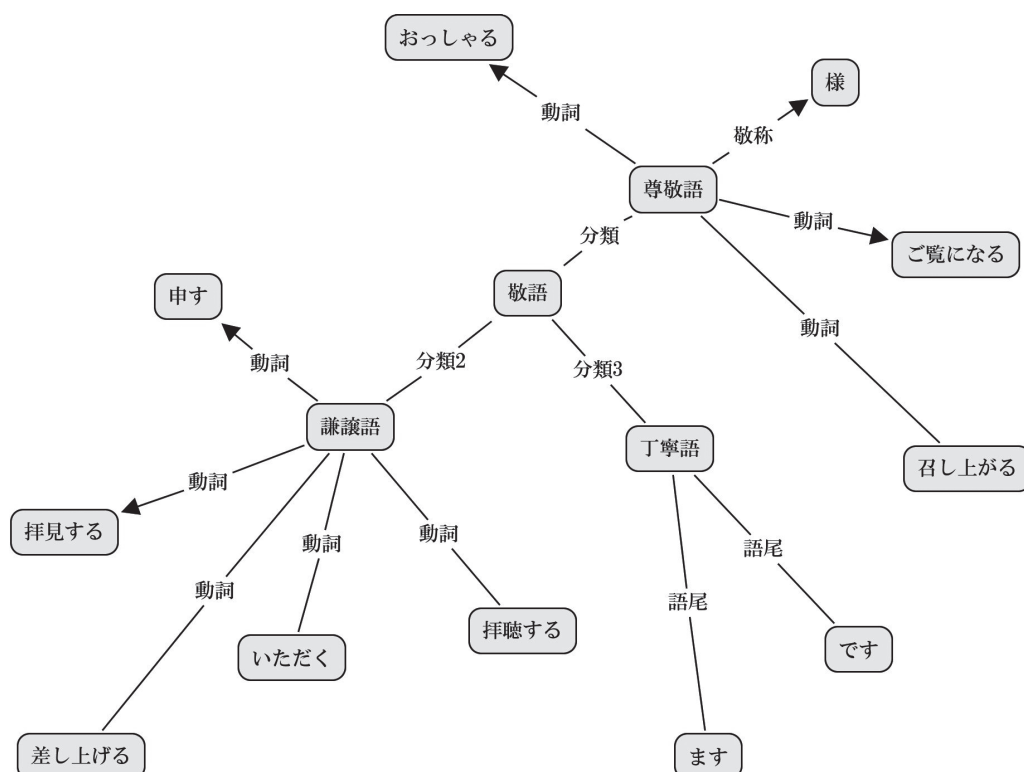 おっしゃる
様
動詞
敬称
尊敬語
動詞
分類
ご覧になる
敬語
申す
動詞
動詞
分類2
分類3
謙譲語
丁寧語
召し上がる
動詞
拝見する
動詞
動詞
語尾
動詞
語尾
拝聴する
いただく
です
差し上げる
ます